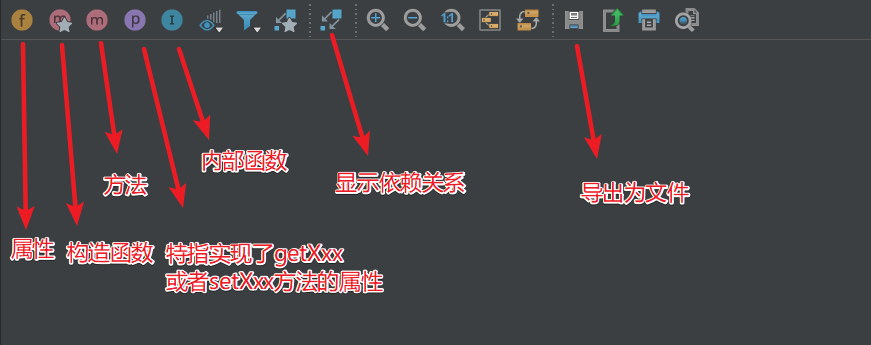 f m m p I 1:1
内部函数
方法
显示依赖关系
导出为文件
属性
构造函数
特指实现了getXxx
或者setXxx方法的属性